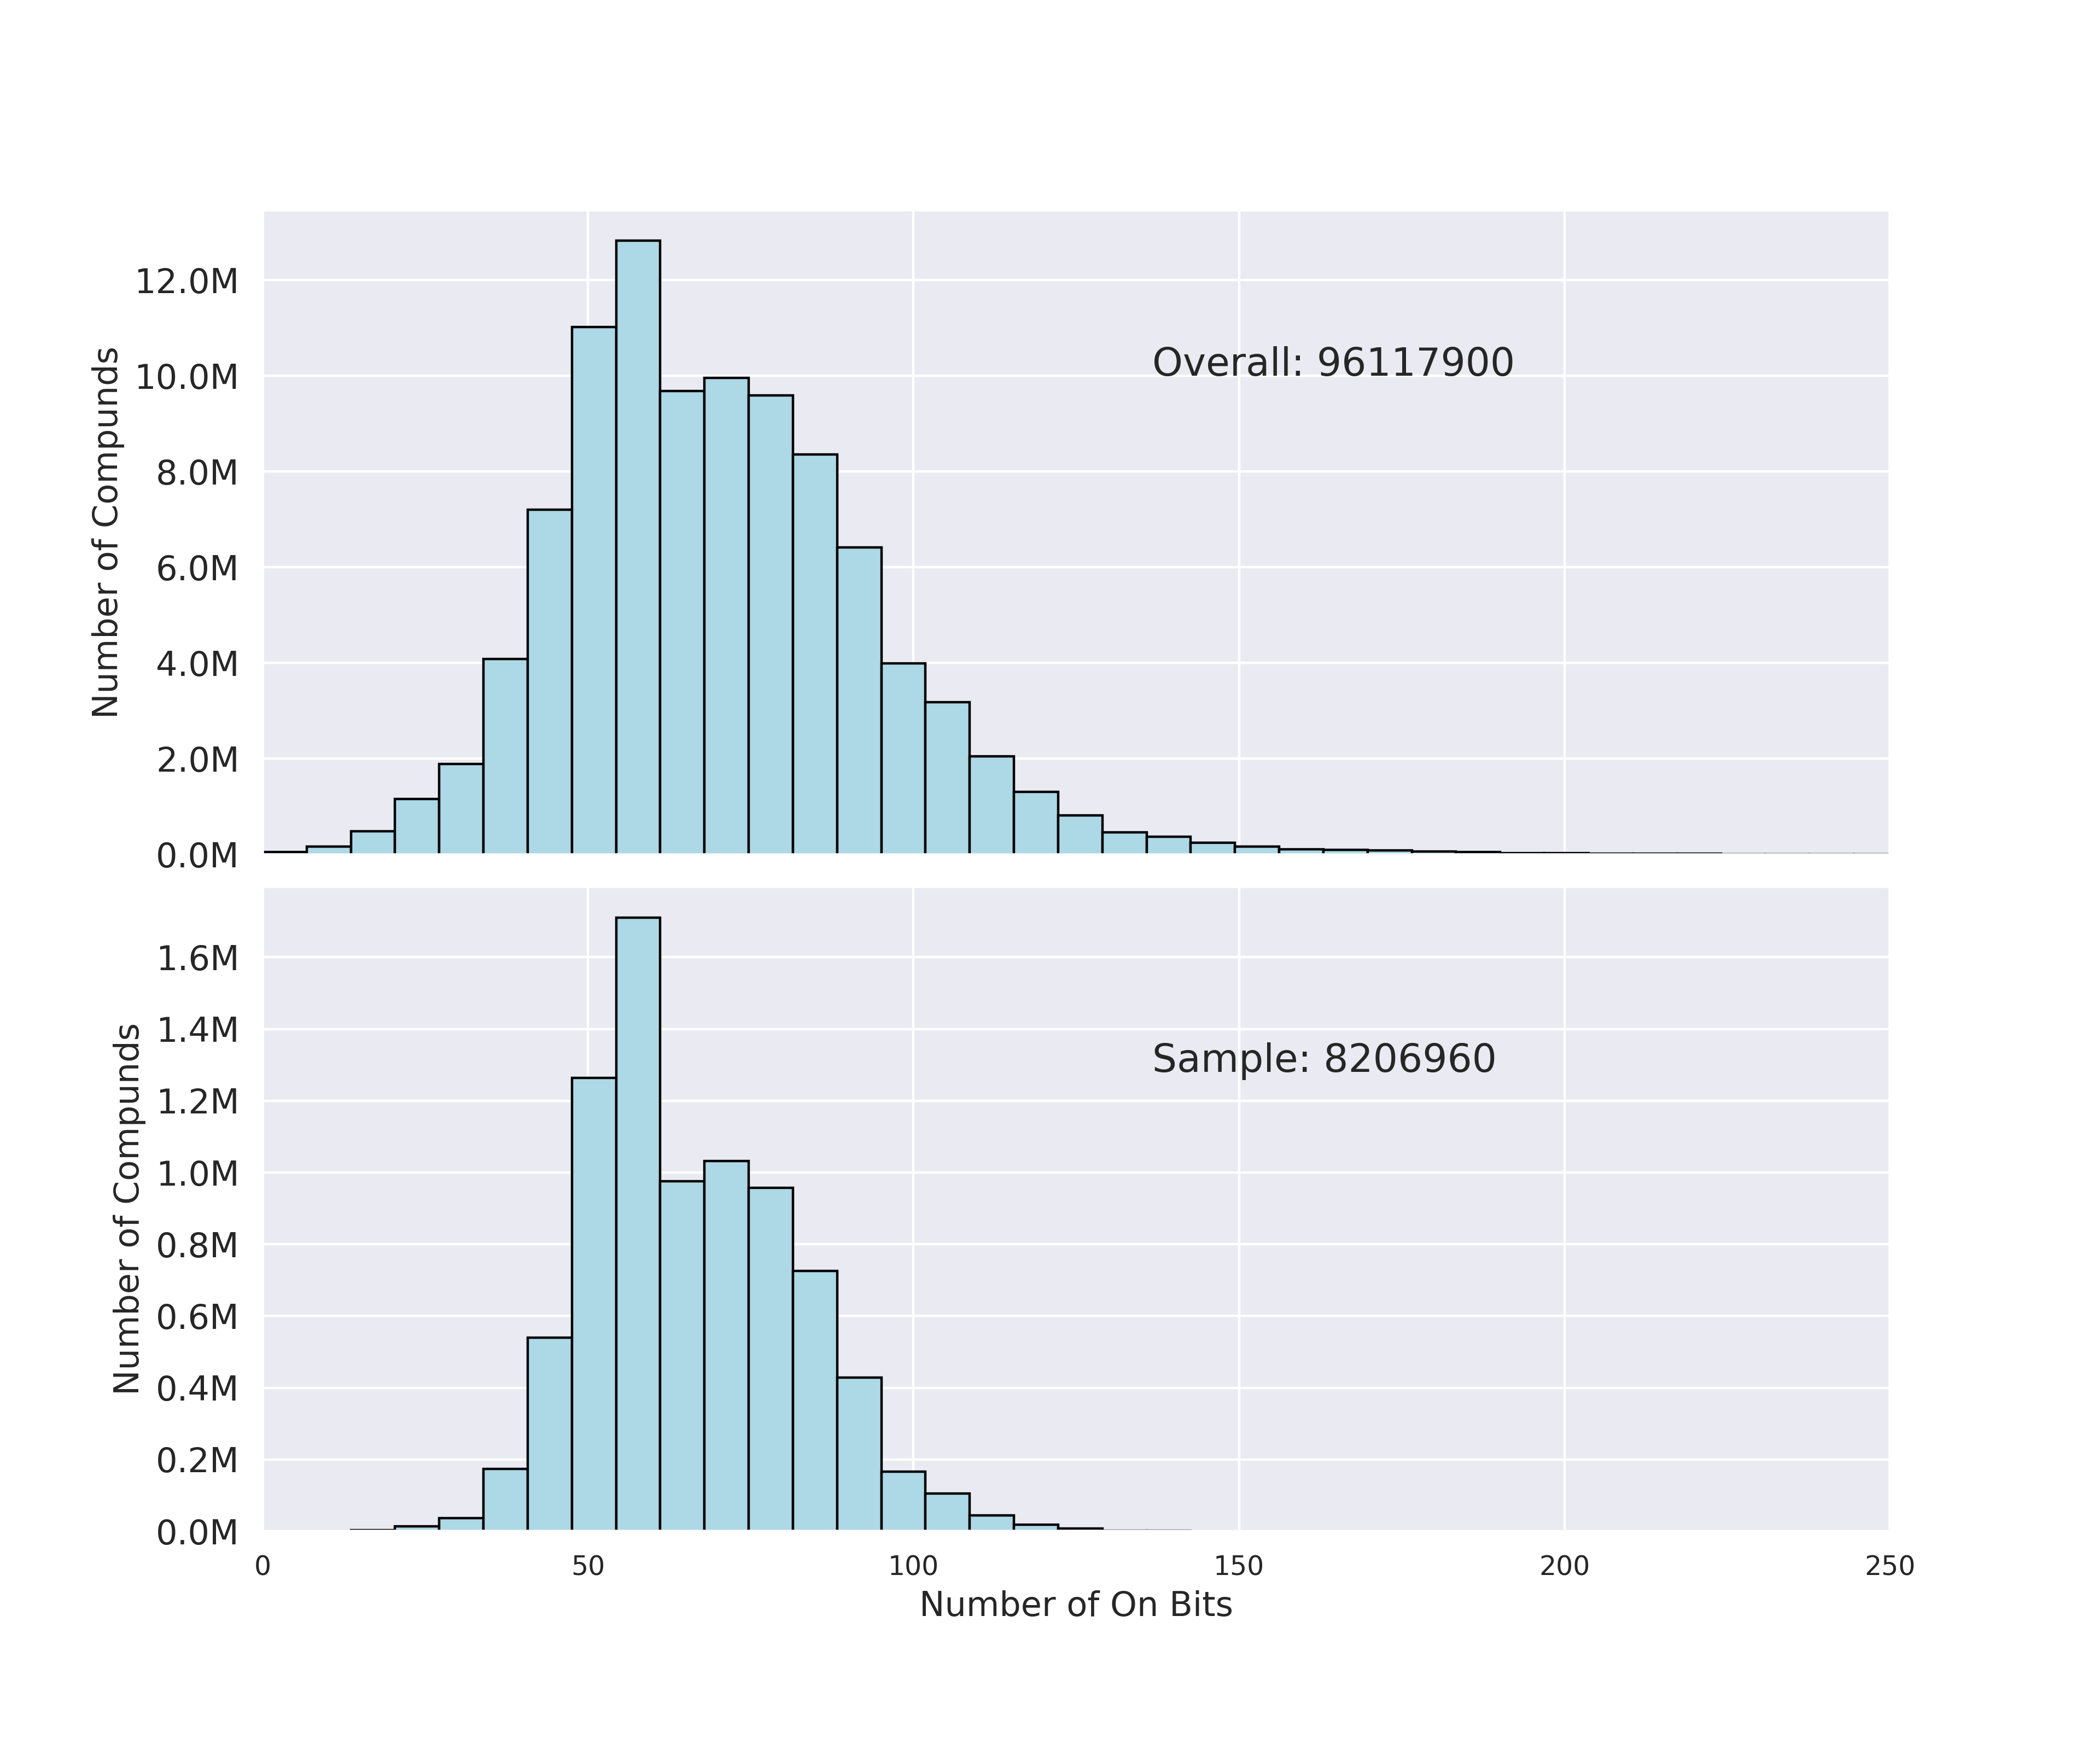 12.0M
10.0M
8.0M
6.0M
4.0M
2.0M
0.0M
Number of Compunds
Overall: 96117900
1.6M
1.4M
1.2M
1.0M
0.8M
0.6M
0.4M
0.2M
0.0M
Number of Compunds
Sample: 8206960
0 50 100 150 200 250
Number of On Bits